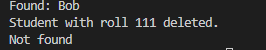 Found: Bob
Student with roll 111 deleted.
Not found